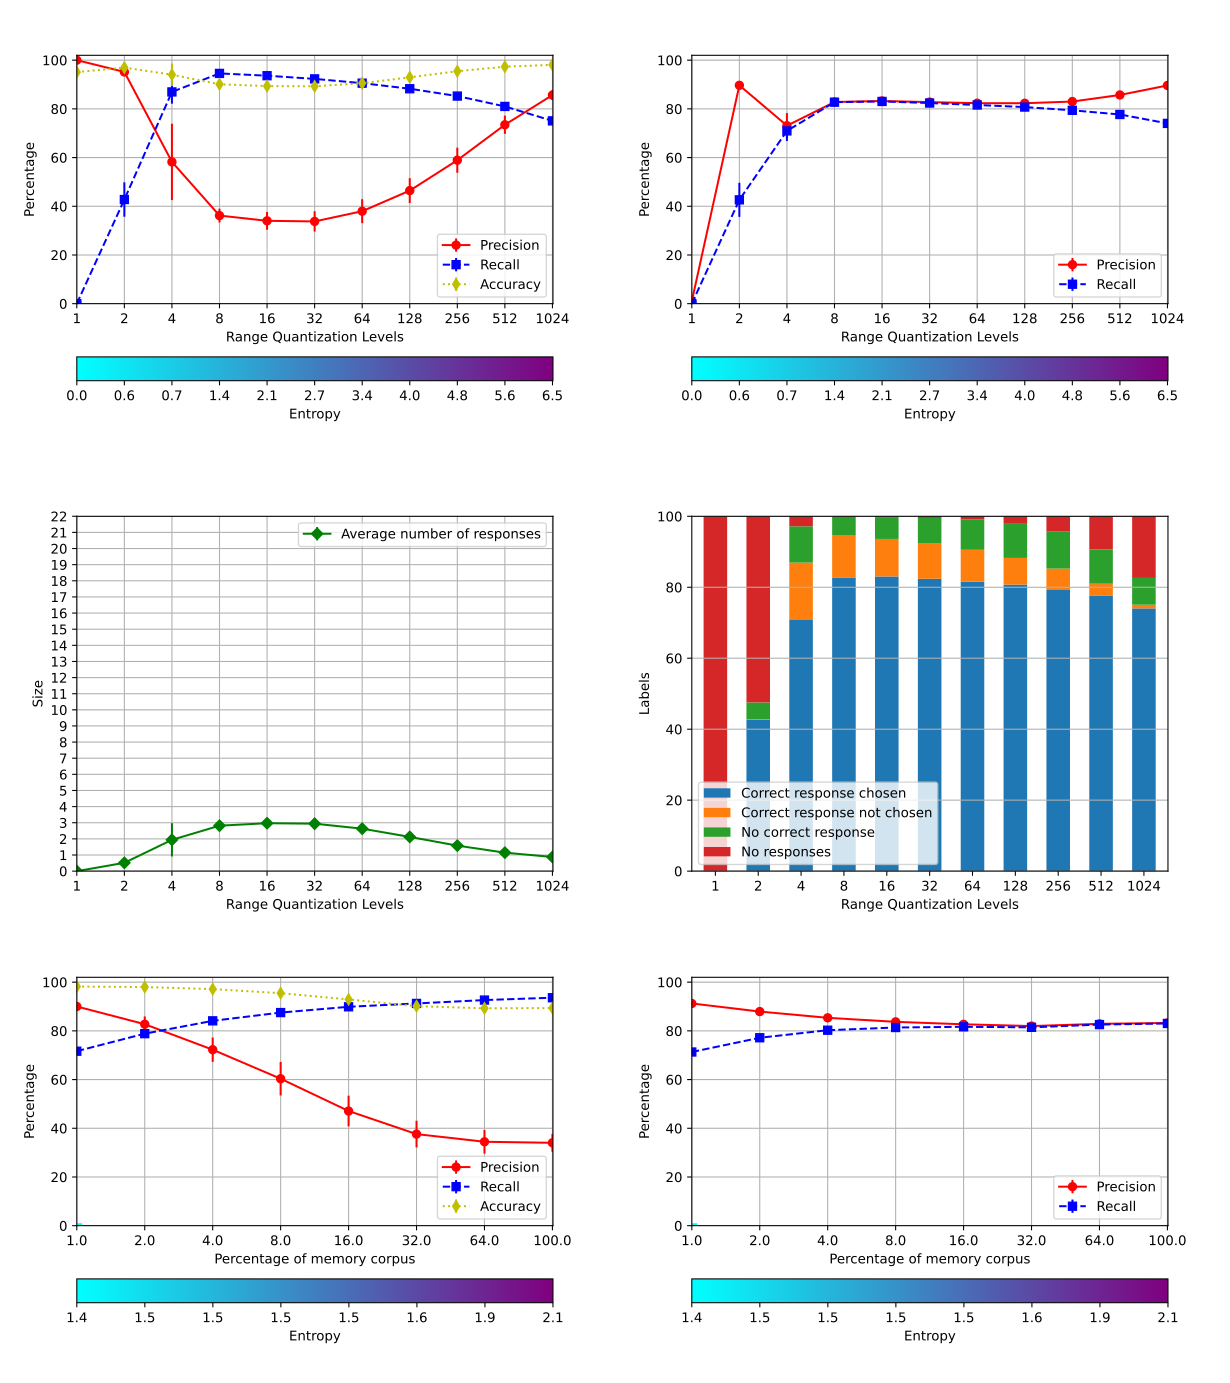 100
80
60
40
20
0
Percentage
Precision
Recall
Accuracy
1 2 4 8 16 32 64 128 256 512 1024
Range Quantization Levels
0.0 0.6 0.7 1.4 2.1 2.7 3.4 4.0 4.8 5.6 6.5
Entropy
100
80
60
40
20
0
Percentage
Precision
Recall
1 2 4 8 16 32 64 128 256 512 1024
Range Quantization Levels
0.0 0.6 0.7 1.4 2.1 2.7 3.4 4.0 4.8 5.6 6.5
Entropy
22
21
20
19
18
17
16
15
14
13
12
11
10
9
8
7
6
5
4
3
2
1
0
Size
Average number of responses
1 2 4 8 16 32 64 128 256 512 1024
Range Quantization Levels
100
80
60
40
20
0
Labels
Correct response chosen
Correct response not chosen
No correct response
No responses
1 2 4 8 16 32 64 128 256 512 1024
Range Quantization Levels
100
80
60
40
20
0
Percentage
Precision
Recall
Accuracy
1.0 2.0 4.0 8.0 16.0 32.0 64.0 100.0
Percentage of memory corpus
1.4 1.5 1.5 1.5 1.5 1.6 1.9 2.1
Entropy
100
80
60
40
20
0
Percentage
Precision
Recall
1.0 2.0 4.0 8.0 16.0 32.0 64.0 100.0
Percentage of memory corpus
1.4 1.5 1.5 1.5 1.5 1.6 1.9 2.1
Entropy